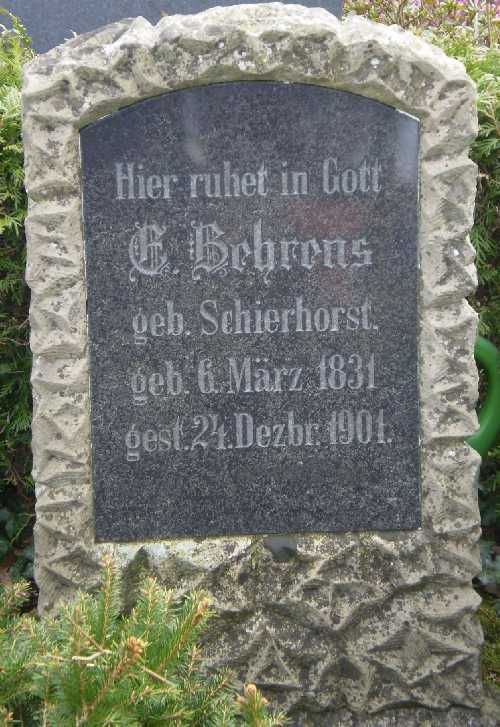 Hier ruhet in Gott
E. Behrens
geb. Schierhorst.
geb. 6. März 1831
gest. 24. Dezbr. 1901.